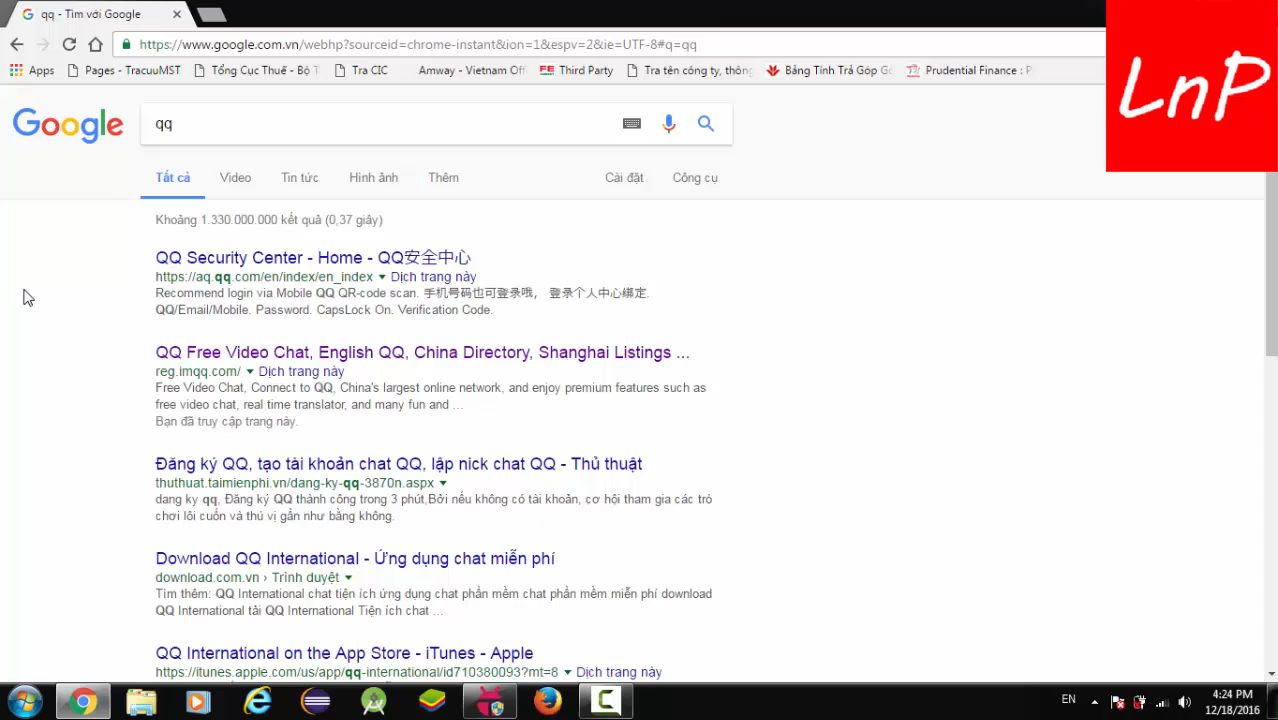 qq - Tìm với Google
https://www.google.com.vn/webhp?sourceid=chrome-instant&ion=1&espv=2&ie=UTF-8#q=qq
Apps Pages - TracuuMST Tổng Cục Thuế - Bộ T Tra CIC Amway - Vietnam Off Third Party Tra tên công ty, thông Bảng Tính Trả Góp Go Prudential Finance : P
LnP
Google qq
Tất cả Video Tin tức Hình ảnh Thêm Cài đặt Công cụ
Khoảng 1.330.000.000 kết quả (0,37 giây)
QQ Security Center - Home - QQ安全中心
https://aq.qq.com/en/index/en_index Dịch trang này
Recommend login via Mobile QQ QR-code scan. 手机号码也可登录哦， 登录个人中心绑定.
QQ/Email/Mobile. Password. CapsLock On. Verification Code.
QQ Free Video Chat, English QQ, China Directory, Shanghai Listings ...
reg.imqq.com/ Dịch trang này
Free Video Chat, Connect to QQ, China's largest online network, and enjoy premium features such as
free video chat, real time translator, and many fun and ...
Bạn đã truy cập trang này.
Đăng ký QQ, tạo tài khoản chat QQ, lập nick chat QQ - Thủ thuật
thuthuat.taimienphi.vn/dang-ky-qq-3870n.aspx
dang ky qq, Đăng ký QQ thành công trong 3 phút,Bởi nếu không có tài khoản, cơ hội tham gia các trò
chơi lôi cuốn và thú vị gần như bằng không.
Download QQ International - Ứng dụng chat miễn phí
download.com.vn › Trình duyệt
Tìm thêm: QQ International chat tiện ích ứng dụng chat phần mềm chat phần mềm miễn phí download
QQ International tải QQ International Tiện ích chat ...
QQ International on the App Store - iTunes - Apple
https://itunes.apple.com/us/app/qq-international/id710380093?mt=8 Dịch trang này
EN 4:24 PM
12/18/2016